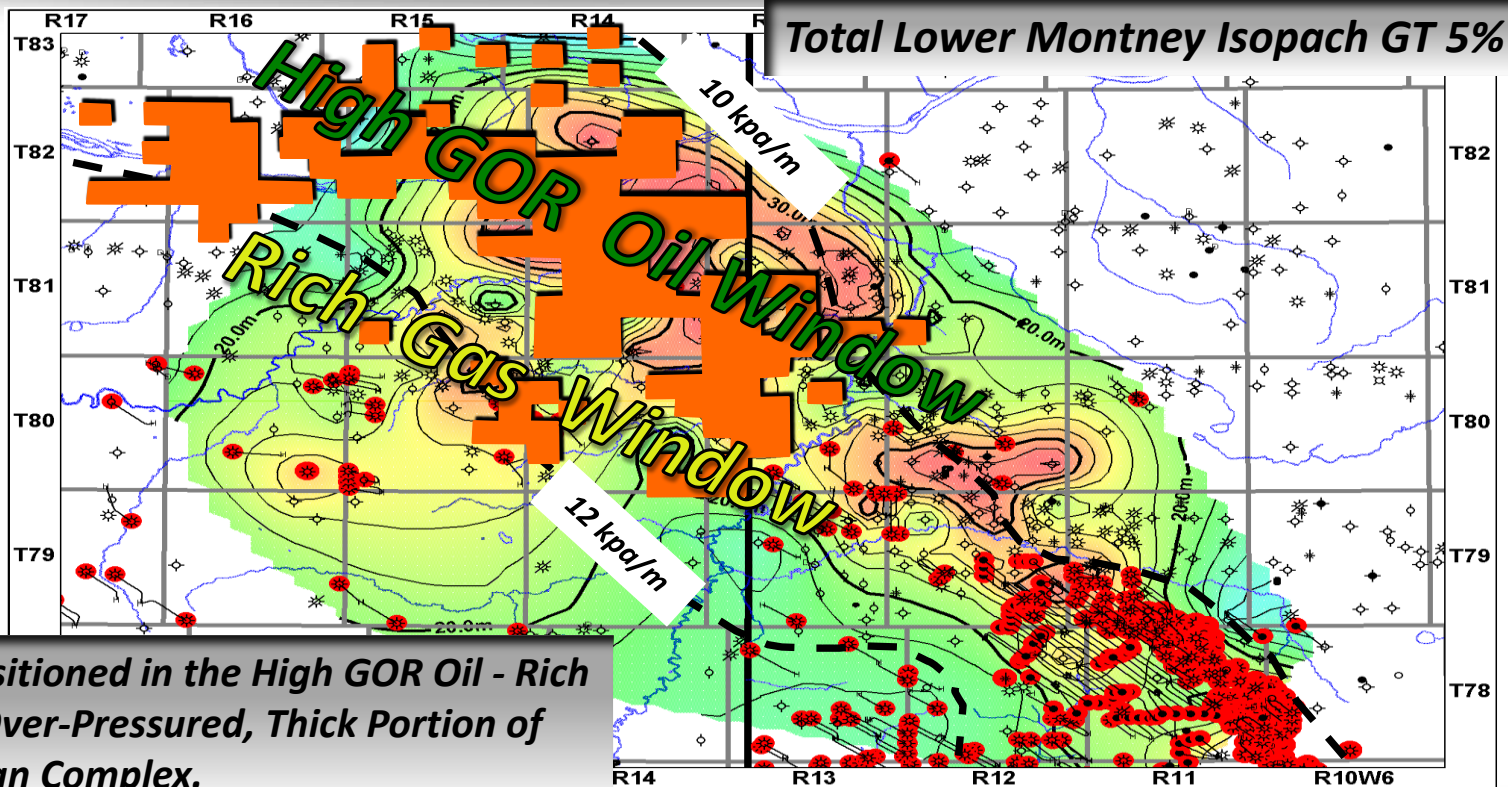 R17 R16 R15 R14 R
Total Lower Montney Isopach GT 5%
T83
High GOR Oil Window
10 kpa/m
T82 T82
30.0m
Rich Gas Window
T81 T81
20.0m
20.0m
T80 T80
12 kpa/m
20.0m
T79 T79
20.0m
T78
sitioned in the High GOR Oil - Rich
Over-Pressured, Thick Portion of
an Complex.
R14 R13 R12 R11 R10W6